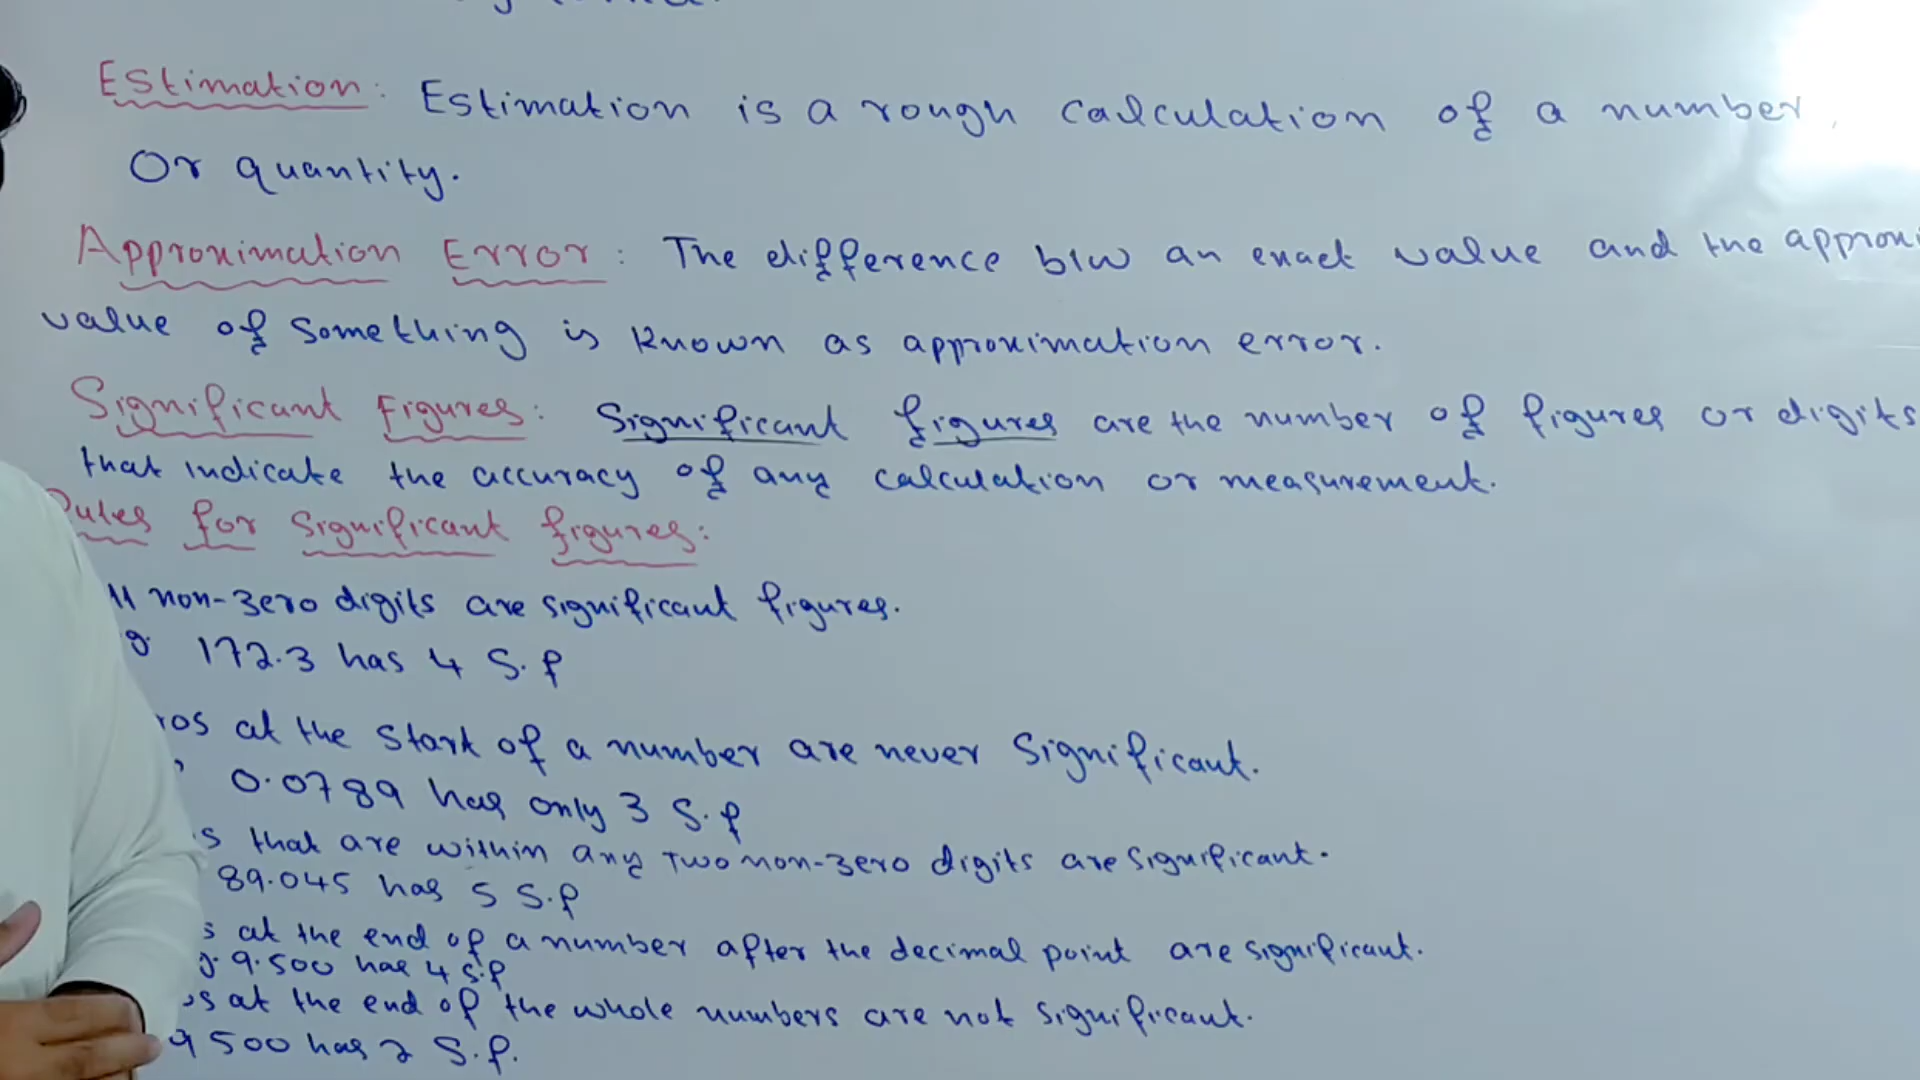 Estimation: Estimation is a rough calculation of a number
Or quantity.
Approximation Error: The difference b/w an exact value and the approxi
value of something is known as approximation error.
Significant Figures: Significant figures are the number of figures or digits
that indicate the accuracy of any calculation or measurement.
Rules for Significant figures:
ll non-zero digits are significant figures.
g. 172.3 has 4 S.f
ros at the start of a number are never Significant.
0.0789 has only 3 S.f
s that are within any two non-zero digits are significant.
89.045 has 5 S.f
s at the end of a number after the decimal point are significant.
g. 9.500 has 4 S.f
os at the end of the whole numbers are not significant.
9500 has 2 S.f.